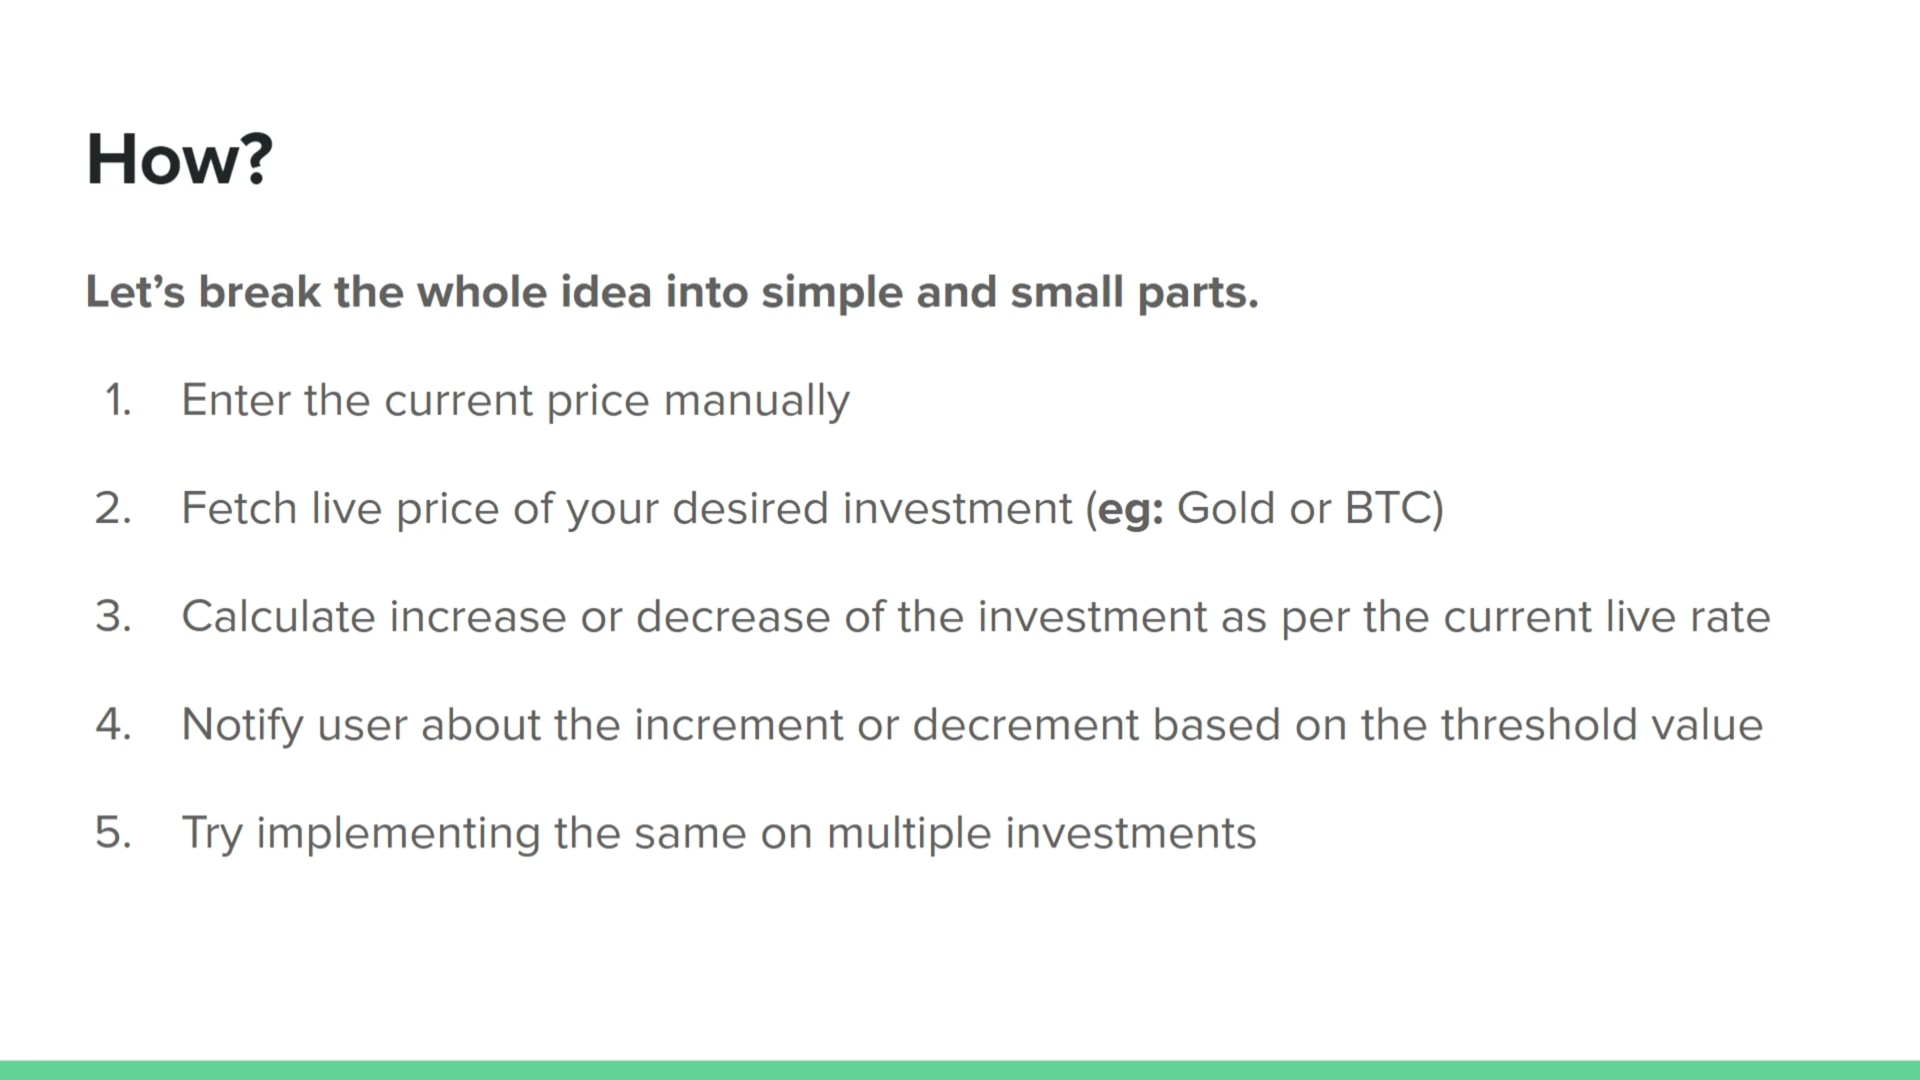 How?
Let’s break the whole idea into simple and small parts.
1. Enter the current price manually
2. Fetch live price of your desired investment (eg: Gold or BTC)
3. Calculate increase or decrease of the investment as per the current live rate
4. Notify user about the increment or decrement based on the threshold value
5. Try implementing the same on multiple investments